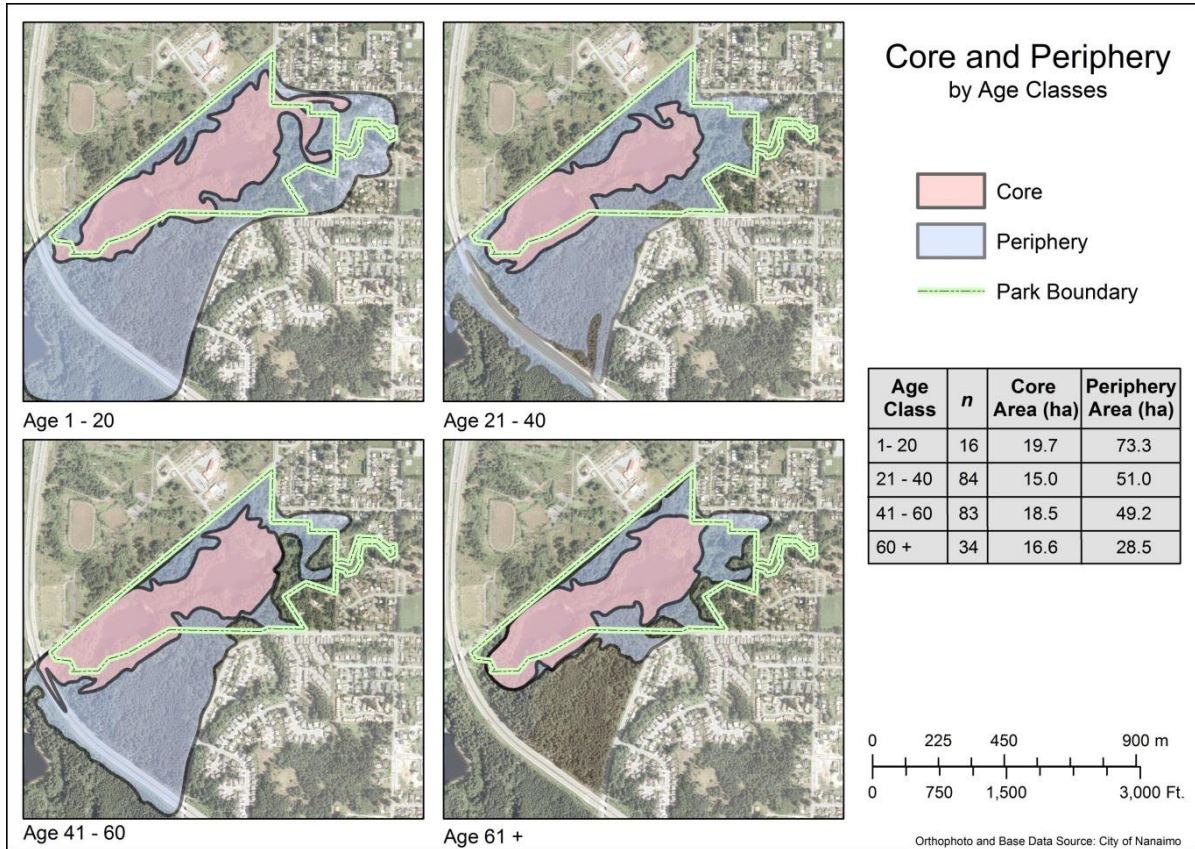 Core and Periphery
by Age Classes
Core
Periphery
Park Boundary
Age 1 - 20
Age 21 - 40
Age 41 - 60
Age 61 +
Age Class n Core Area (ha) Periphery Area (ha)
1- 20 16 19.7 73.3
21 - 40 84 15.0 51.0
41 - 60 83 18.5 49.2
60 + 34 16.6 28.5
0 225 450 900 m
0 750 1,500 3,000 Ft.
Orthophoto and Base Data Source: City of Nanaimo